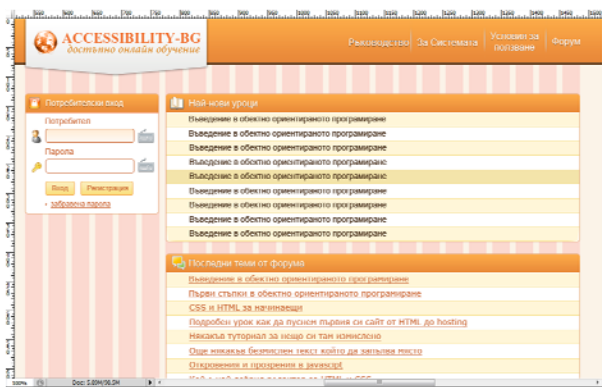 ACCESSIBILITY-BG
достъпно онлайн обучение
Ръководство
За Системата
Условия за ползване
Форум
Потребителски вход
Потребител
Парола
Вход
Регистрация
забравена парола
Най-нови уроци
Въведение в обектно ориентираното програмиране
Въведение в обектно ориентираното програмиране
Въведение в обектно ориентираното програмиране
Въведение в обектно ориентираното програмиране
Въведение в обектно ориентираното програмиране
Въведение в обектно ориентираното програмиране
Въведение в обектно ориентираното програмиране
Въведение в обектно ориентираното програмиране
Въведение в обектно ориентираното програмиране
Последни теми от форума
Въведение в обектно ориентираното програмиране
Първи стъпки в обектно ориентираното програмиране
CSS и HTML за начинаещи
Подробен урок как да пуснем първия си сайт от HTML до hosting
Някакъв туториал за нещо си там измислено
Още някакъв безмислен текст който да запълва място
Откровения и прозрения в javascript